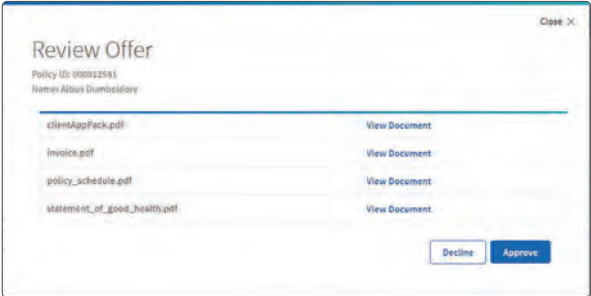 Close ×
Review Offer
Policy ID: 000012581
Name: Albus Dumbeldore
clientAppPack.pdf View Document
invoice.pdf View Document
policy_schedule.pdf View Document
statement_of_good_health.pdf View Document
Decline Approve